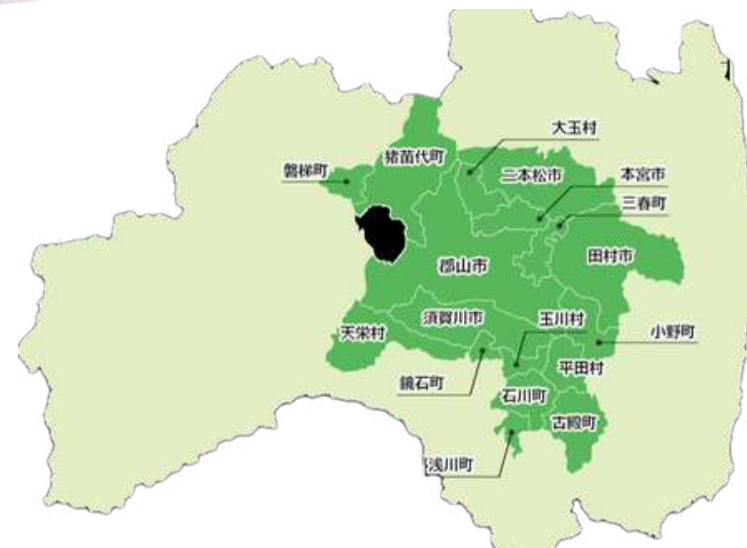 大玉村
猪苗代町
二本松市
磐梯町
本宮市
三春町
郡山市
田村市
須賀川市
玉川村
天栄村
小野町
平田村
鏡石町
石川町
古殿町
浅川町